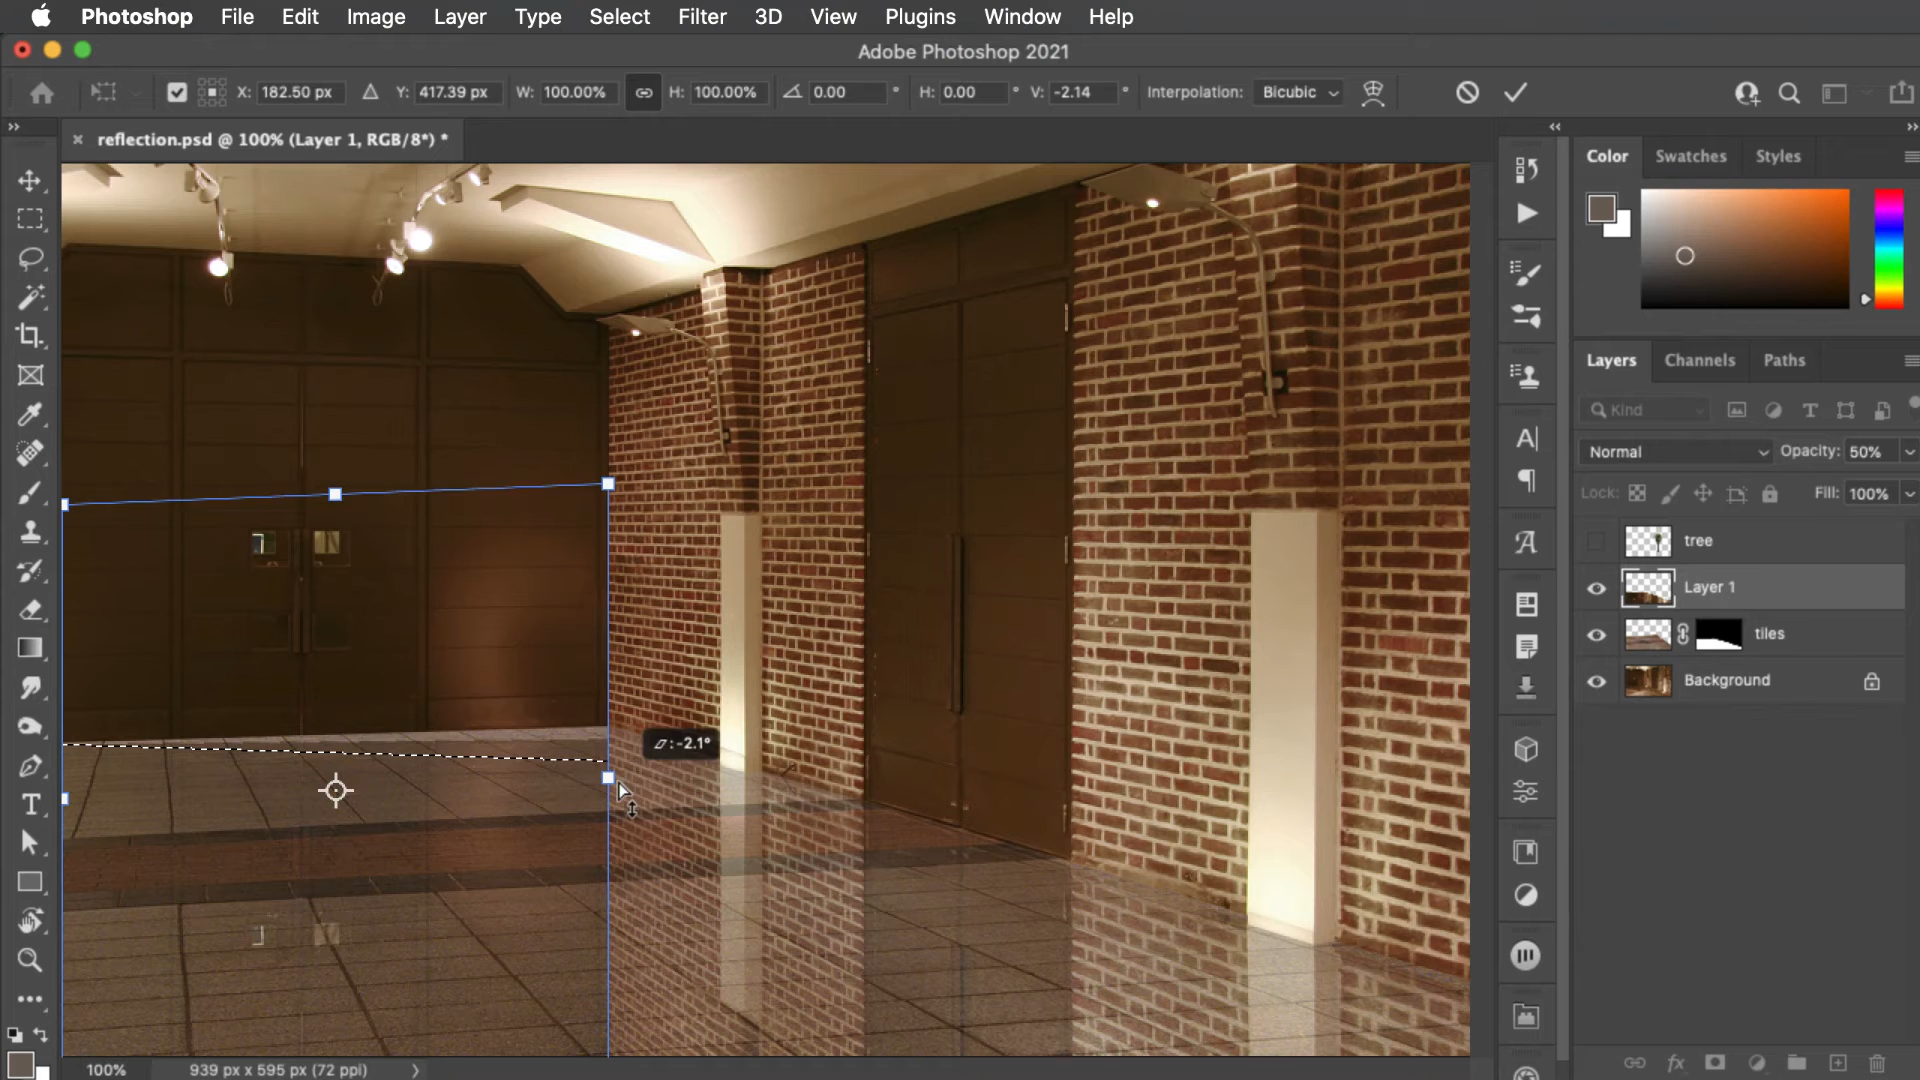 Photoshop File Edit Image Layer Type Select Filter 3D View Plugins Window Help
Adobe Photoshop 2021
X: 182.50 px Y: 417.39 px W: 100.00% H: 100.00% 0.00 ° H: 0.00 ° V: -2.14 ° Interpolation: Bicubic
× reflection.psd @ 100% (Layer 1, RGB/8*) *
Color Swatches Styles
Layers Channels Paths
Kind
Normal Opacity: 50%
Lock: Fill: 100%
tree
Layer 1
tiles
Background
: -2.1°
100% 939 px x 595 px (72 ppi)